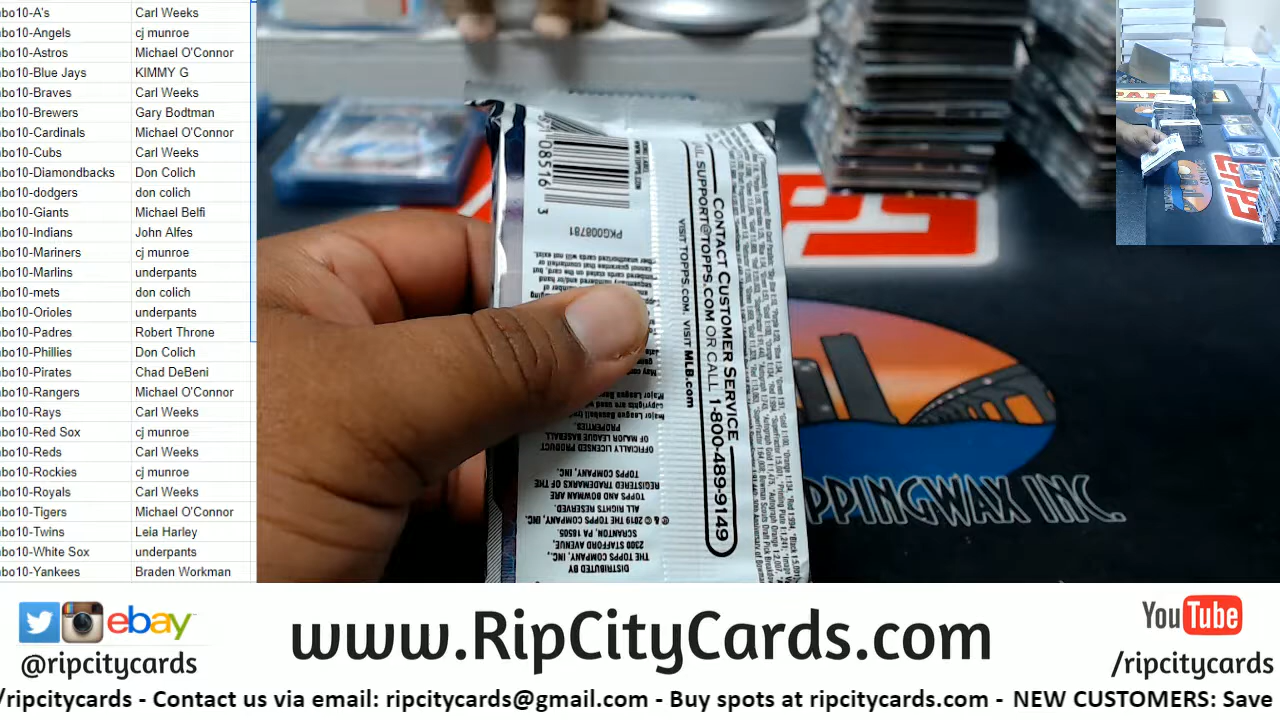 bo10-A's Carl Weeks
bo10-Angels cj munroe
bo10-Astros Michael O'Connor
bo10-Blue Jays KIMMY G
bo10-Braves Carl Weeks
bo10-Brewers Gary Bodtman
bo10-Cardinals Michael O'Connor
bo10-Cubs Carl Weeks
bo10-Diamondbacks Don Colich
bo10-dodgers don colich
bo10-Giants Michael Belfi
bo10-Indians John Alfes
bo10-Mariners cj munroe
bo10-Marlins underpants
bo10-mets don colich
bo10-Orioles underpants
bo10-Padres Robert Throne
bo10-Phillies Don Colich
bo10-Pirates Chad DeBeni
bo10-Rangers Michael O'Connor
bo10-Rays Carl Weeks
bo10-Red Sox cj munroe
bo10-Reds Carl Weeks
bo10-Rockies cj munroe
bo10-Royals Carl Weeks
bo10-Tigers Michael O'Connor
bo10-Twins Leia Harley
bo10-White Sox underpants
bo10-Yankees Braden Workman
08516 3
PKG008781
CONTACT CUSTOMER SERVICE
SUPPORT@TOPPS.COM OR CALL 1-800-489-9149
VISIT TOPPS.COM, VISIT MLB.com
OFFICIALLY LICENSED PRODUCT
OF MAJOR LEAGUE BASEBALL
PROPERTIES.
TOPPS AND BOWMAN ARE
REGISTERED TRADEMARKS OF THE
TOPPS COMPANY, INC.
© & © 2019 THE TOPPS COMPANY, INC.
ALL RIGHTS RESERVED.
DISTRIBUTED BY
THE TOPPS COMPANY, INC.,
2300 STAFFORD AVENUE,
SCRANTON, PA 18505.
PPINGWAX INC.
ebay
@ripcitycards
www.RipCityCards.com
YouTube
/ripcitycards
/ripcitycards - Contact us via email: ripcitycards@gmail.com - Buy spots at ripcitycards.com - NEW CUSTOMERS: Save